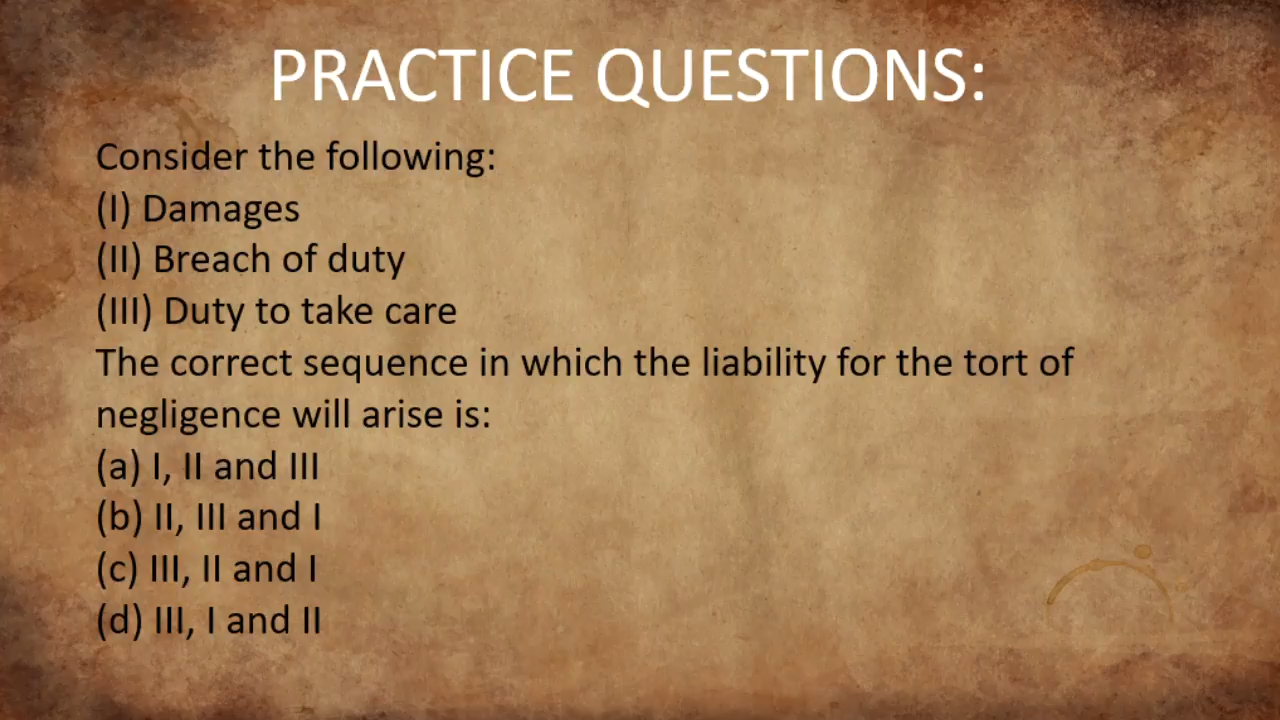 PRACTICE QUESTIONS:
Consider the following:
(I) Damages
(II) Breach of duty
(III) Duty to take care
The correct sequence in which the liability for the tort of
negligence will arise is:
(a) I, II and III
(b) II, III and I
(c) III, II and I
(d) III, I and II